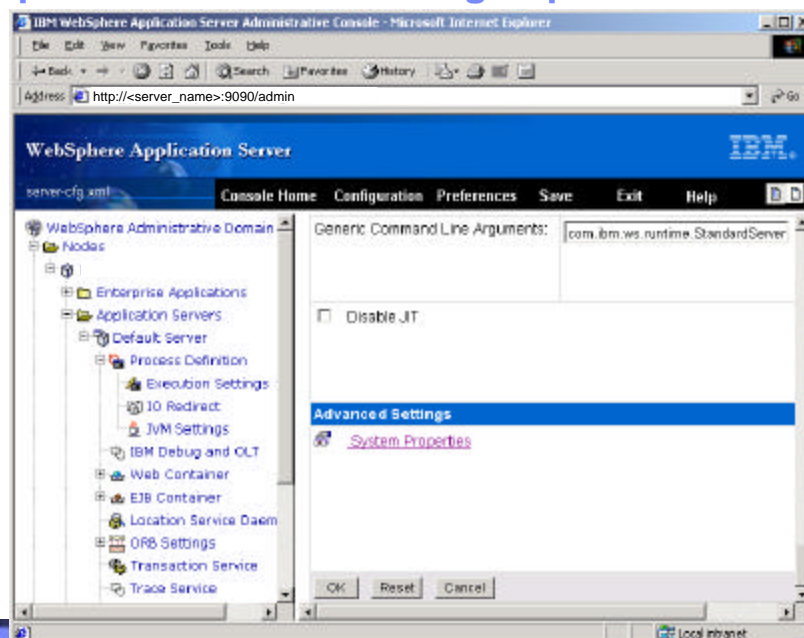 IBM WebSphere Application Server Administrative Console - Microsoft Internet Explorer
File Edit View Favorites Tools Help
Back Search Favorites History
Address http://<server_name>:9090/admin Go
WebSphere Application Server IBM.
server-cfg.xml Console Home Configuration Preferences Save Exit Help
WebSphere Administrative Domain
Nodes
Enterprise Applications
Application Servers
Default Server
Process Definition
Execution Settings
IO Redirect
JVM Settings
IBM Debug and OLT
Web Container
EJB Container
Location Service Daem
ORB Settings
Transaction Service
Trace Service
Generic Command Line Arguments: com.ibm.ws.runtime.StandardServer
Disable JIT
Advanced Settings
System Properties
OK Reset Cancel
Local intranet